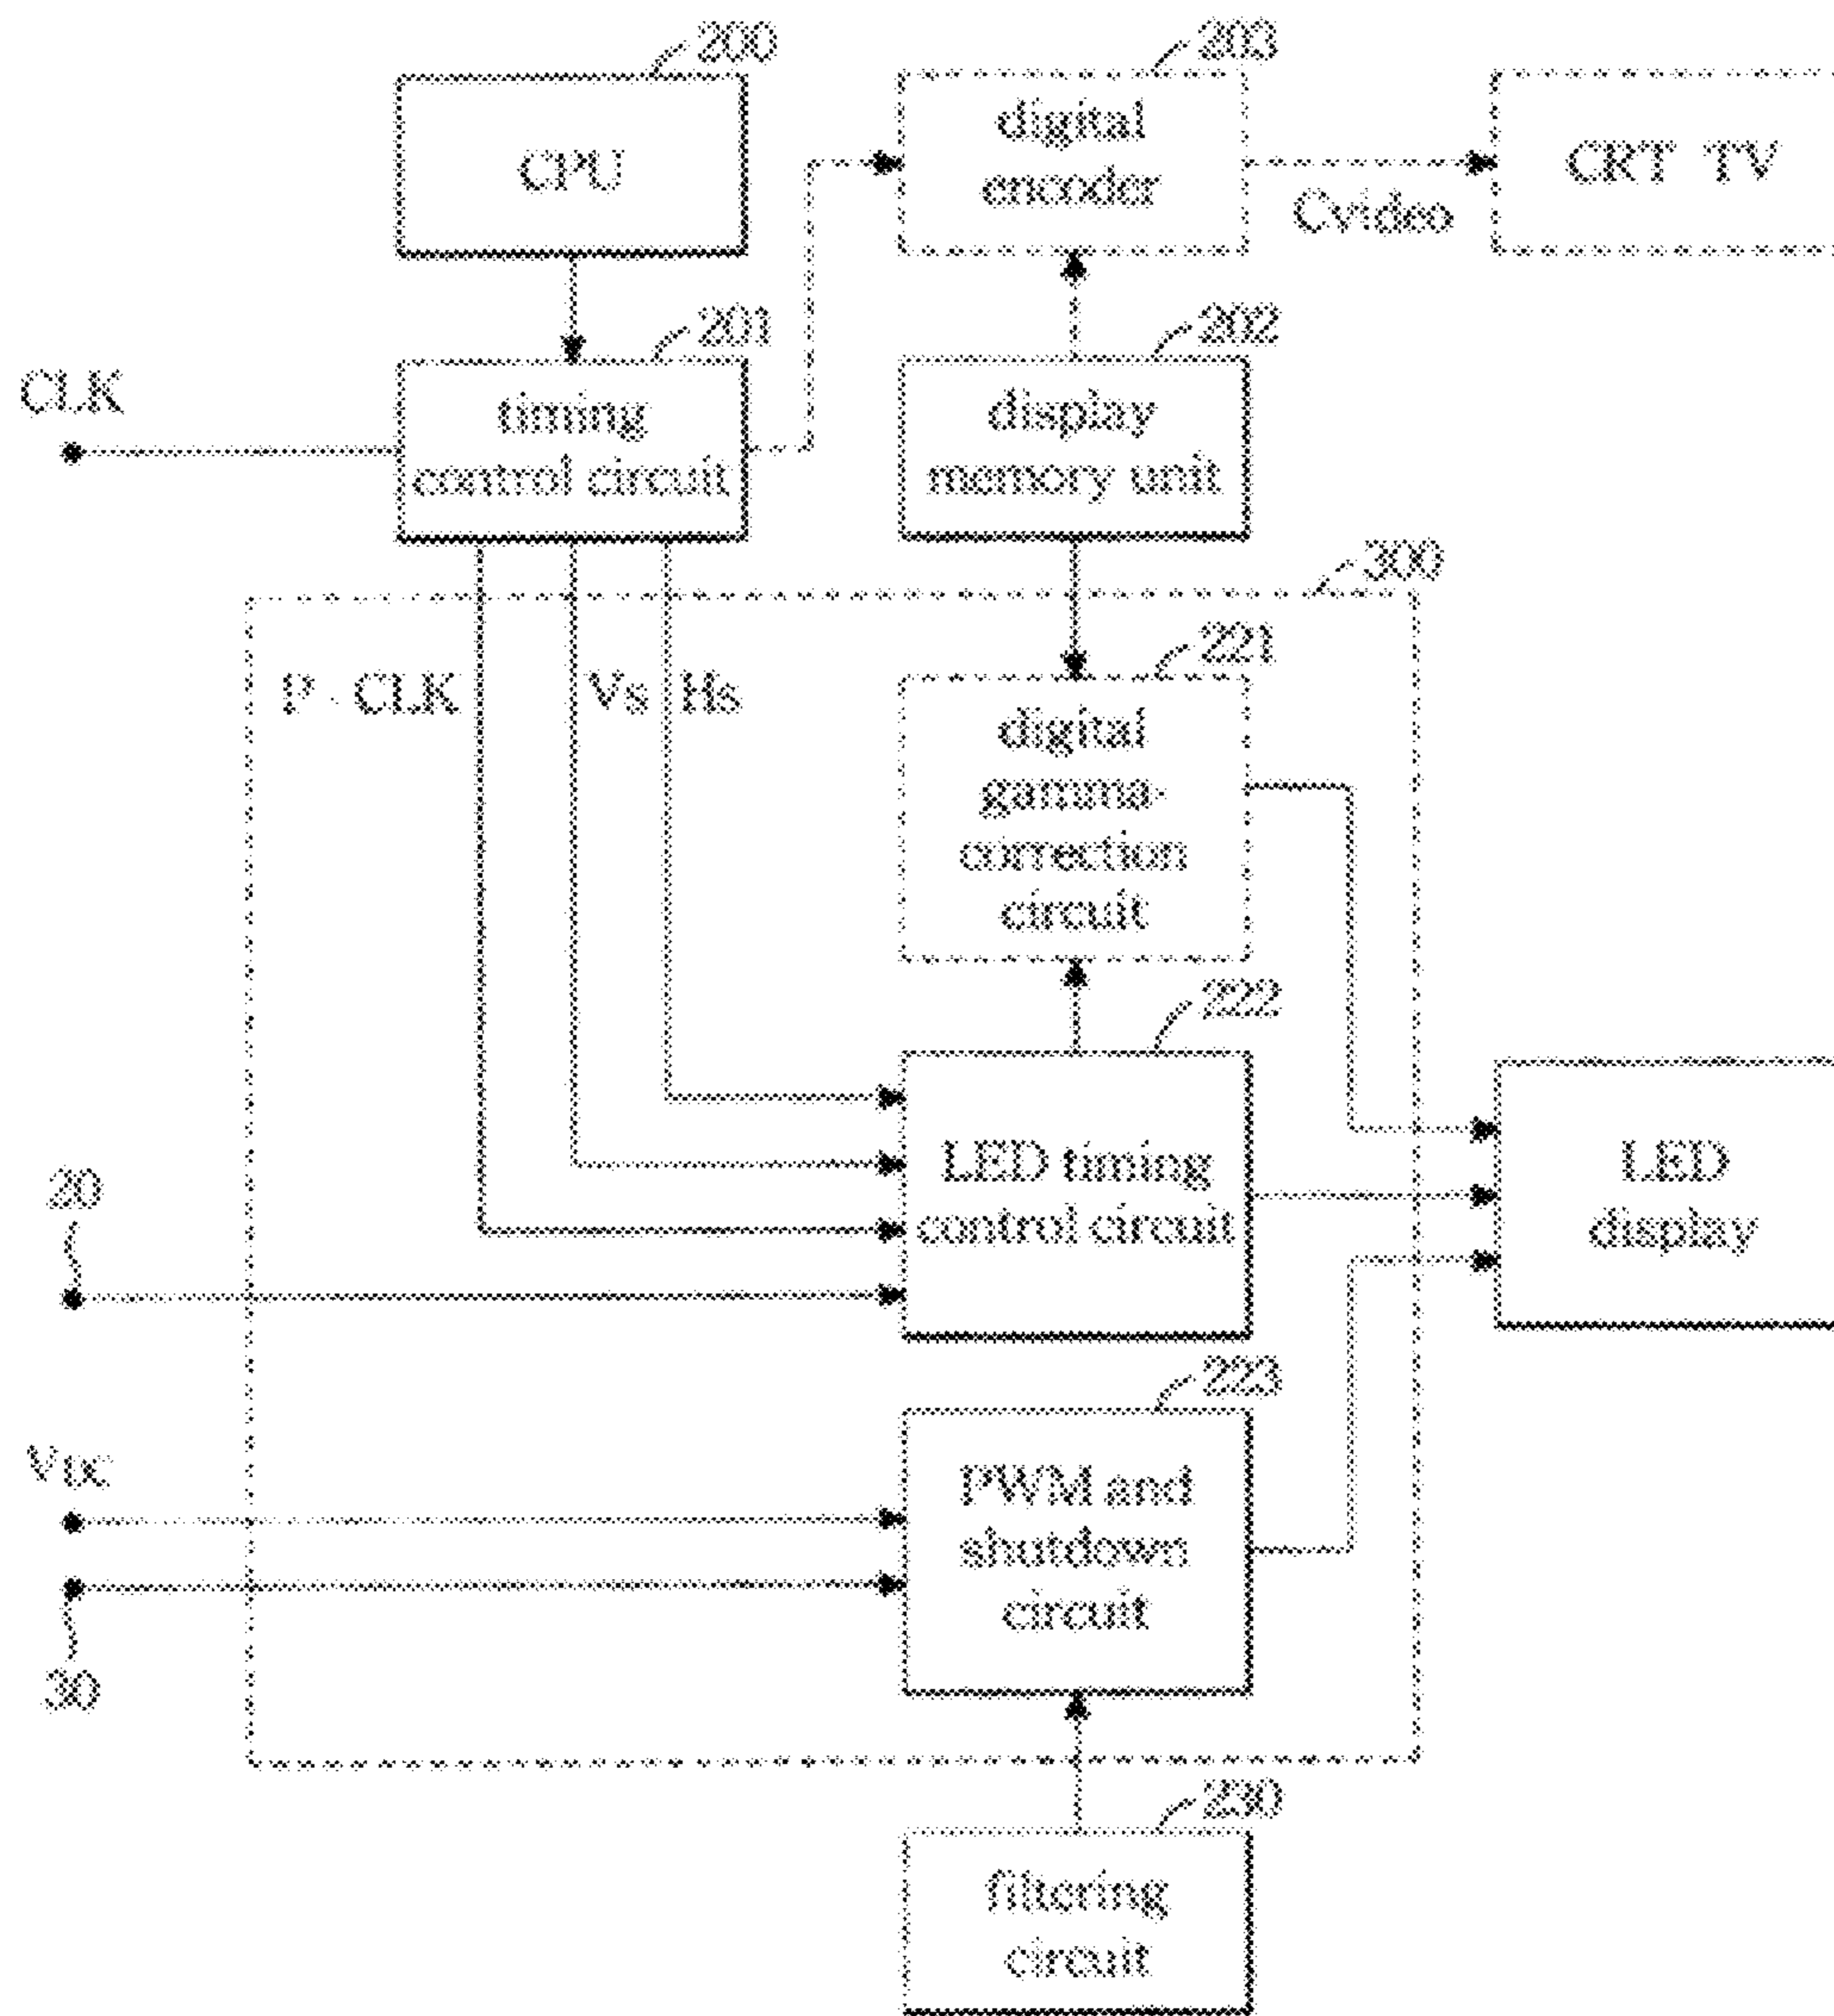 200
203
CPU
digital
encoder
CRT TV
Cvideo
201
202
CLK
timing
control circuit
display
memory unit
300
P - CLK
Vs
Hs
221
digital
gamma-
correction
circuit
222
LED timing
control circuit
LED
display
20
223
VDC
PWM and
shutdown
circuit
30
230
filtering
circuit